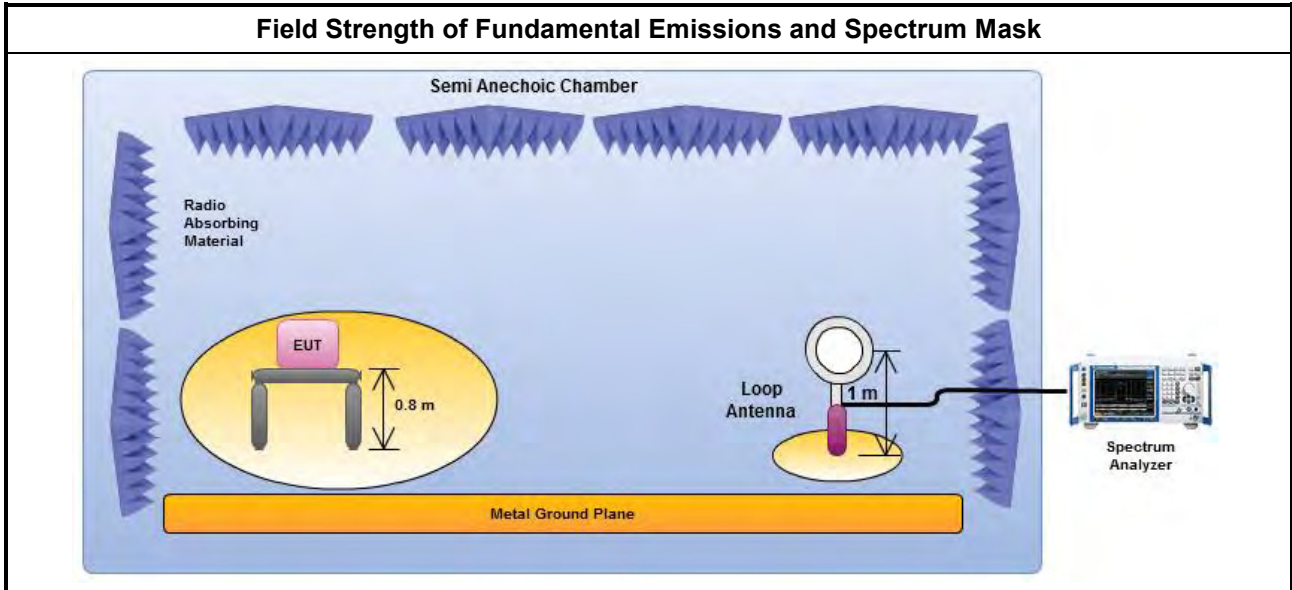 Field Strength of Fundamental Emissions and Spectrum Mask
Semi Anechoic Chamber
Radio
Absorbing
Material
EUT
0.8 m
Loop
Antenna
1 m
Spectrum
Analyzer
Metal Ground Plane